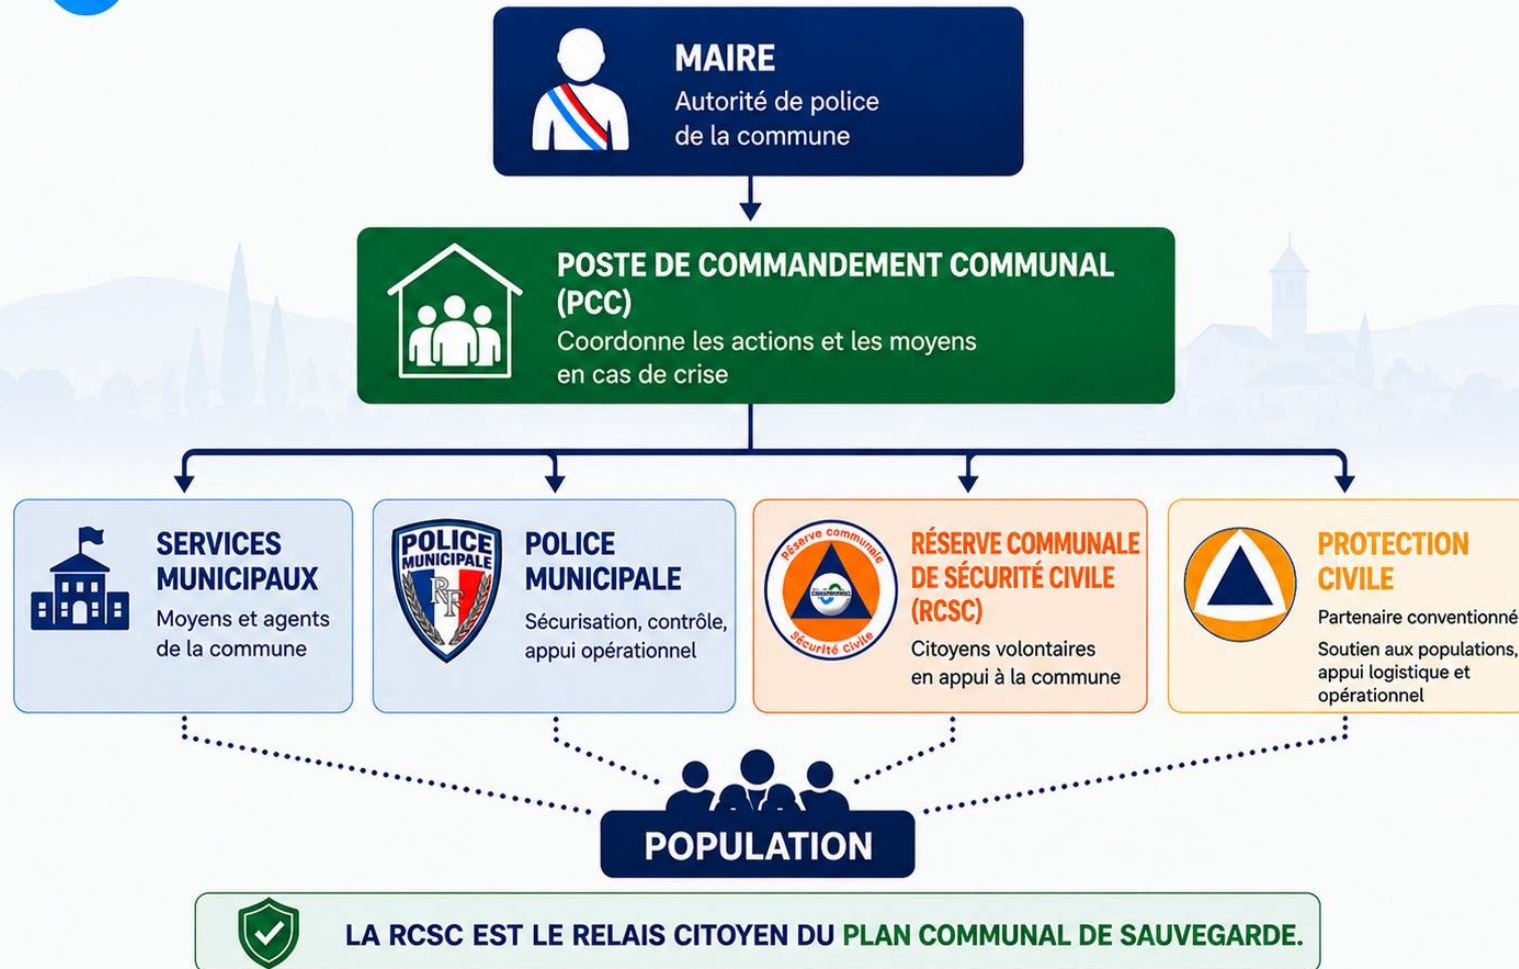 MAIRE
Autorité de police
de la commune
POSTE DE COMMANDEMENT COMMUNAL
(PCC)
Coordonne les actions et les moyens
en cas de crise
SERVICES
MUNICIPAUX
Moyens et agents
de la commune
POLICE
MUNICIPALE
RF
POLICE
MUNICIPALE
Sécurisation, contrôle,
appui opérationnel
Réserve communale
Sécurité civile
RÉSERVE COMMUNALE
DE SÉCURITÉ CIVILE
(RCSC)
Citoyens volontaires
en appui à la commune
PROTECTION
CIVILE
Partenaire conventionné
Soutien aux populations,
appui logistique et
opérationnel
POPULATION
LA RCSC EST LE RELAIS CITOYEN DU PLAN COMMUNAL DE SAUVEGARDE.